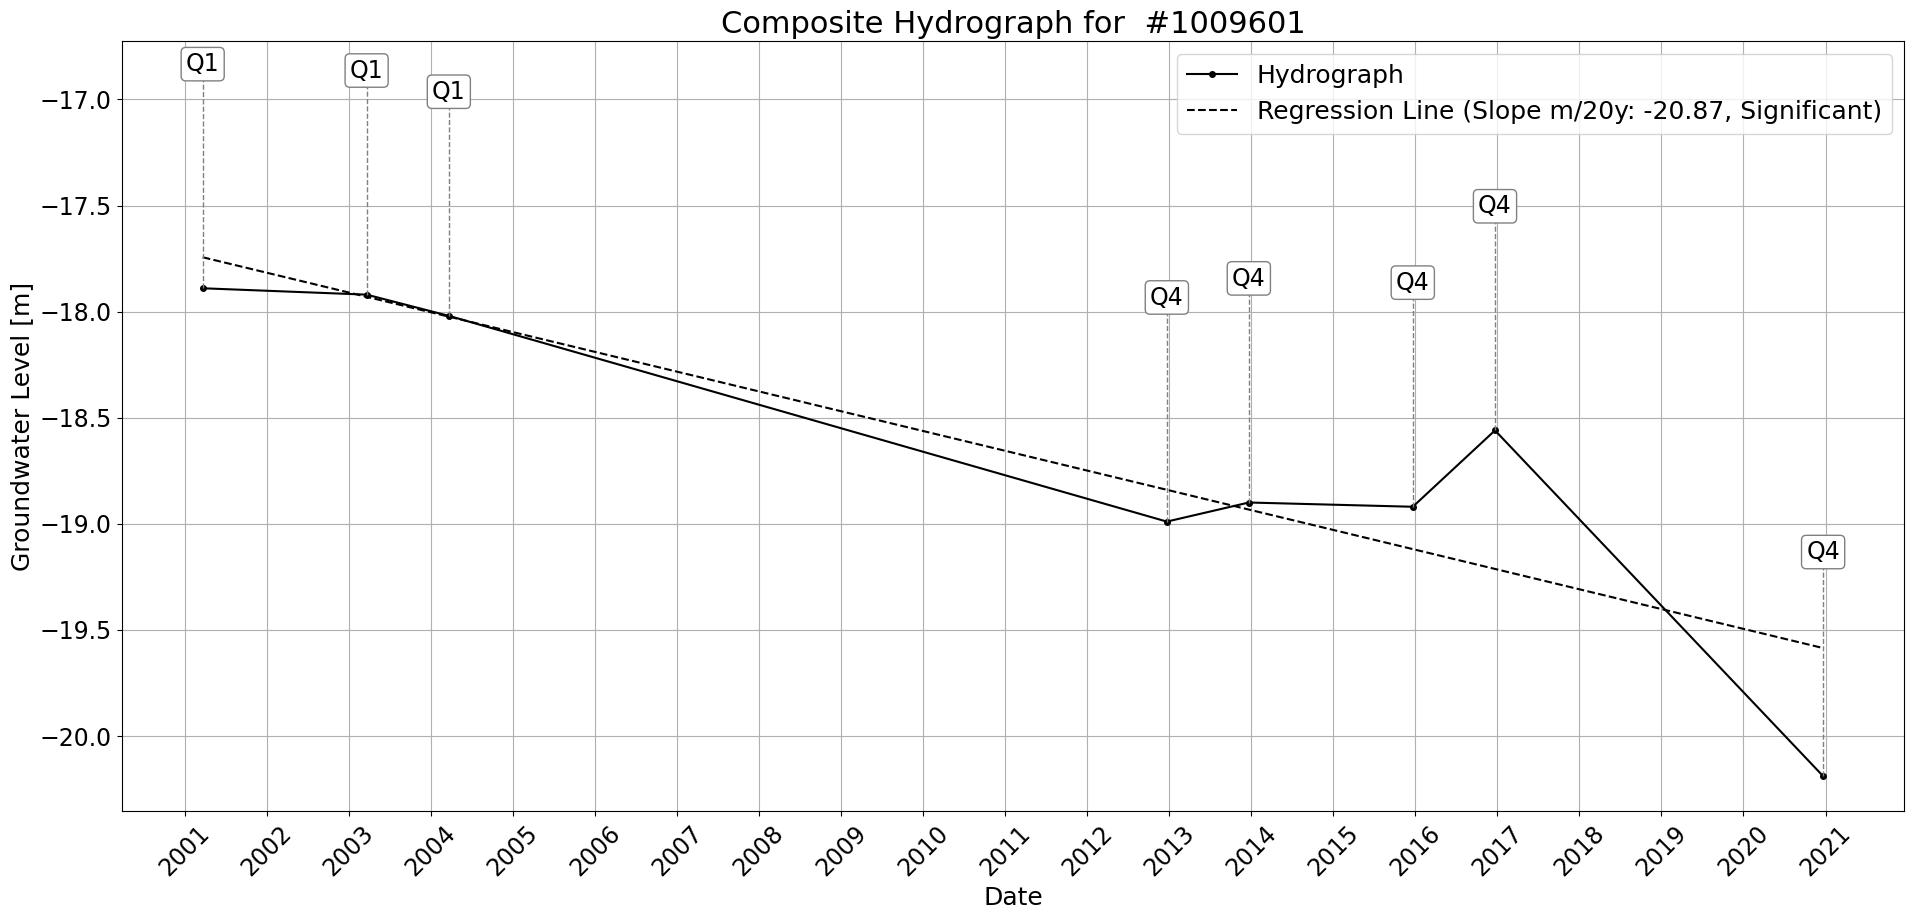 Composite Hydrograph for  #1009601
Hydrograph
Regression Line (Slope m/20y: -20.87, Significant)
Q1
Q1
Q1
Q4
Q4
Q4
Q4
Q4
Groundwater Level [m]
−17.0
−17.5
−18.0
−18.5
−19.0
−19.5
−20.0
2001
2002
2003
2004
2005
2006
2007
2008
2009
2010
2011
2012
2013
2014
2015
2016
2017
2018
2019
2020
2021
Date